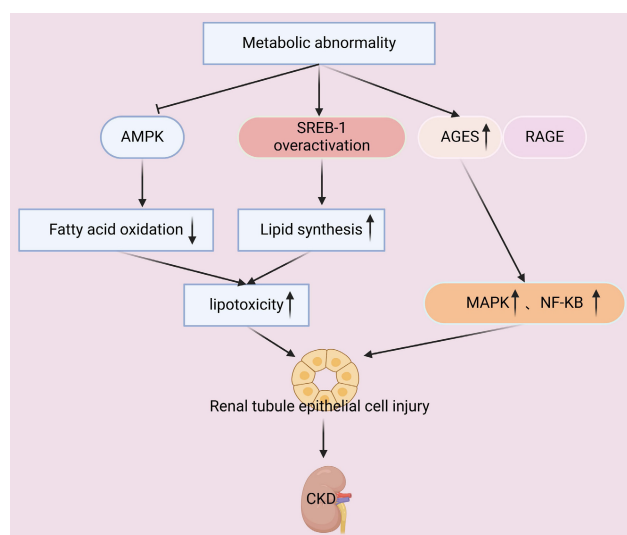 Metabolic abnormality
AMPK
SREB-1
overactivation
AGES
RAGE
Fatty acid oxidation
Lipid synthesis
lipotoxicity
MAPK 、NF-KB
Renal tubule epithelial cell injury
CKD